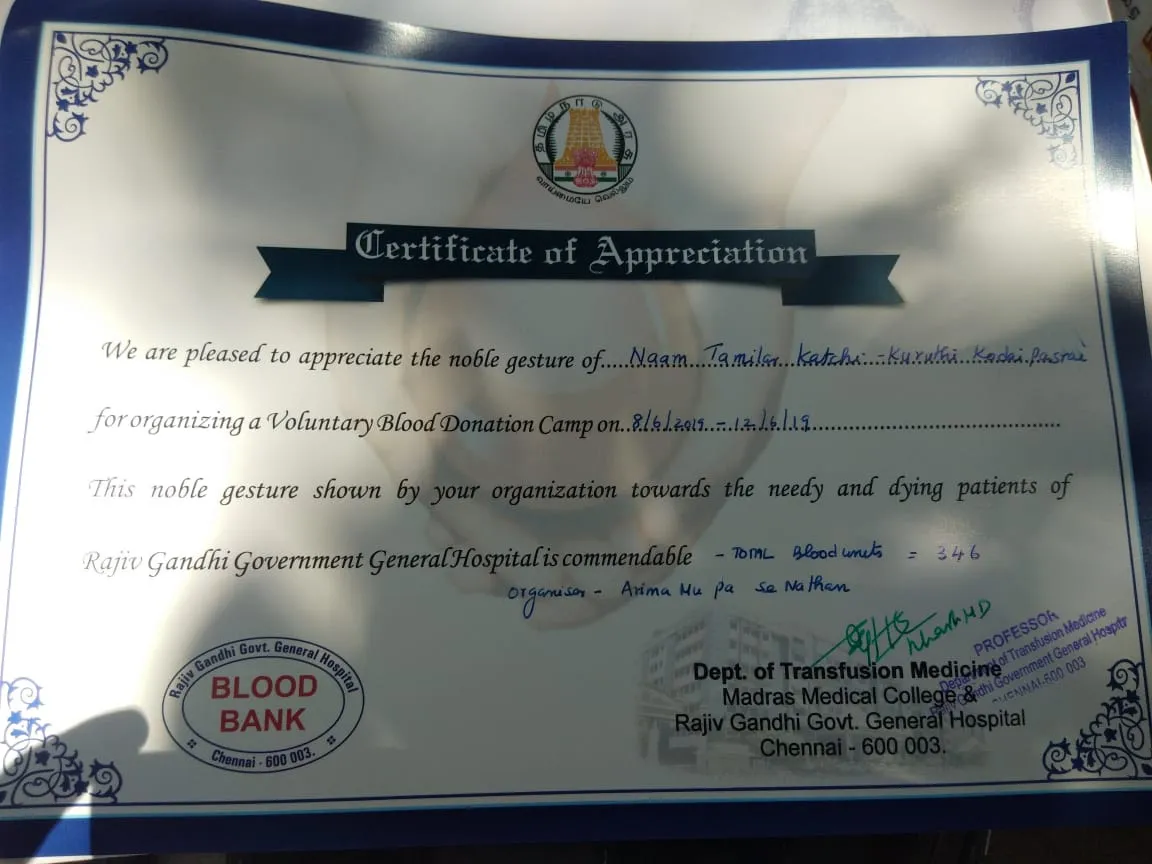 தமிழ்நாடு அரசு
வாய்மையே வெல்லும்
Certificate of Appreciation
We are pleased to appreciate the noble gesture of....Naam Tamilar Katchi - Kuruthi Kodai Pasrai
for organizing a Voluntary Blood Donation Camp on..8/6/2019 - 12/6/19
This noble gesture shown by your organization towards the needy and dying patients of
Rajiv Gandhi Government General Hospital is commendable - TOTAL Blood units = 346
Organiser - Arima Mu pa se Nathan
Rajiv Gandhi Govt. General Hospital
BLOOD
BANK
Chennai - 600 003.
PROFESSOR
Department of Transfusion Medicine
Rajiv Gandhi Government General Hospital
CHENNAI-600 003
Dept. of Transfusion Medicine
Madras Medical College &
Rajiv Gandhi Govt. General Hospital
Chennai - 600 003.